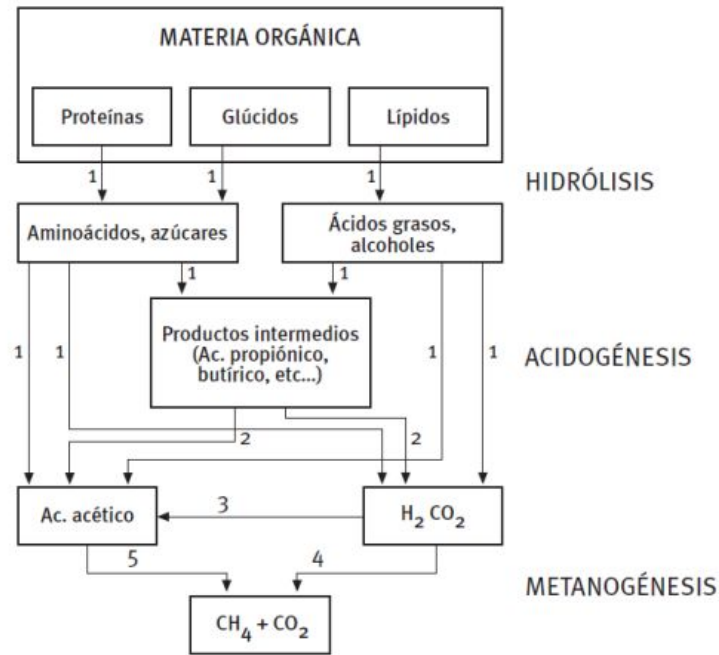 MATERIA ORGÁNICA
Proteínas
Glúcidos
Lípidos
1
1
1
HIDRÓLISIS
Aminoácidos, azúcares
Ácidos grasos,
alcoholes
1
1
Productos intermedios
(Ac. propiónico,
butírico, etc...)
1
1
1
1
ACIDOGÉNESIS
2
2
Ac. acético
3
H₂ CO₂
5
4
METANOGÉNESIS
CH₄ + CO₂